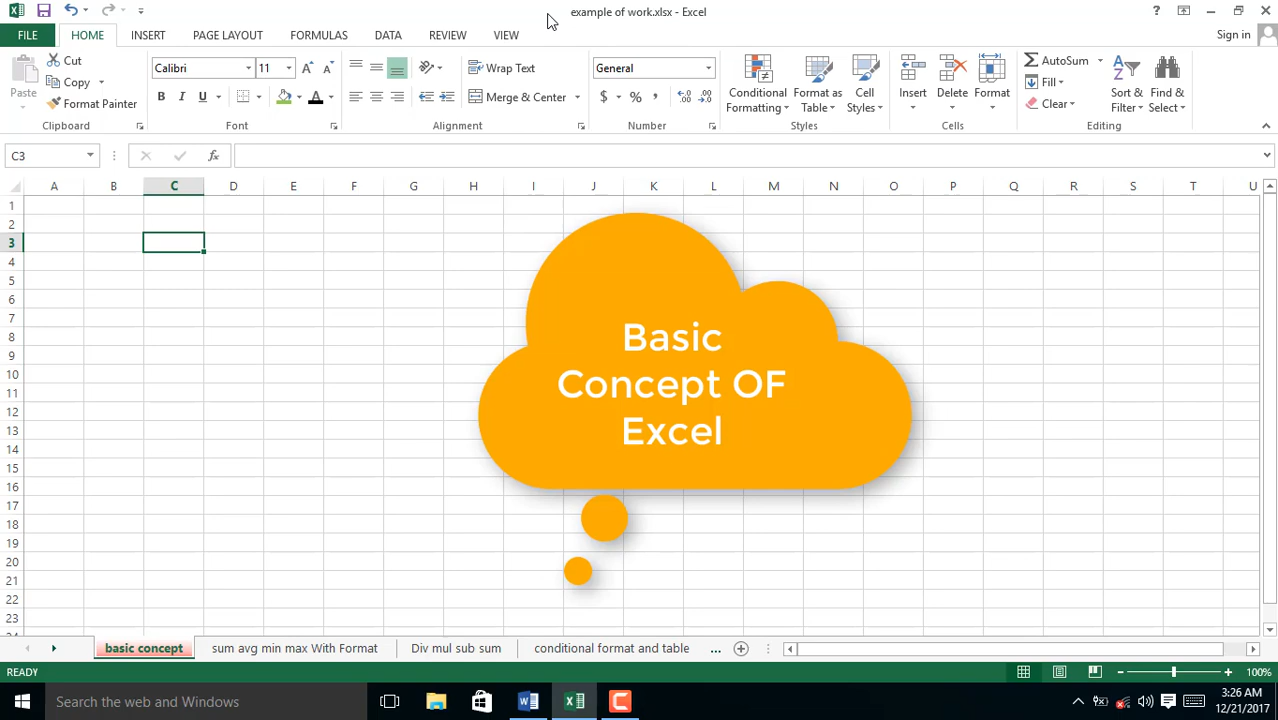 example of work.xlsx - Excel
FILE HOME INSERT PAGE LAYOUT FORMULAS DATA REVIEW VIEW Sign in
Paste
Cut
Copy
Format Painter
Clipboard
Calibri 11
B I U A
Font
Wrap Text
Merge & Center
Alignment
General
$ % ,
Number
Conditional Formatting
Format as Table
Cell Styles
Styles
Insert Delete Format
Cells
AutoSum
Fill
Clear
Sort & Filter
Find & Select
Editing
C3 fx
A B C D E F G H I J K L M N O P Q R S T U
1
2
3
4
5
6
7
8
9
10
11
12
13
14
15
16
17
18
19
20
21
22
23
Basic
Concept OF
Excel
basic concept sum avg min max With Format Div mul sub sum conditional format and table ...
READY 100%
Search the web and Windows
3:26 AM
12/21/2017